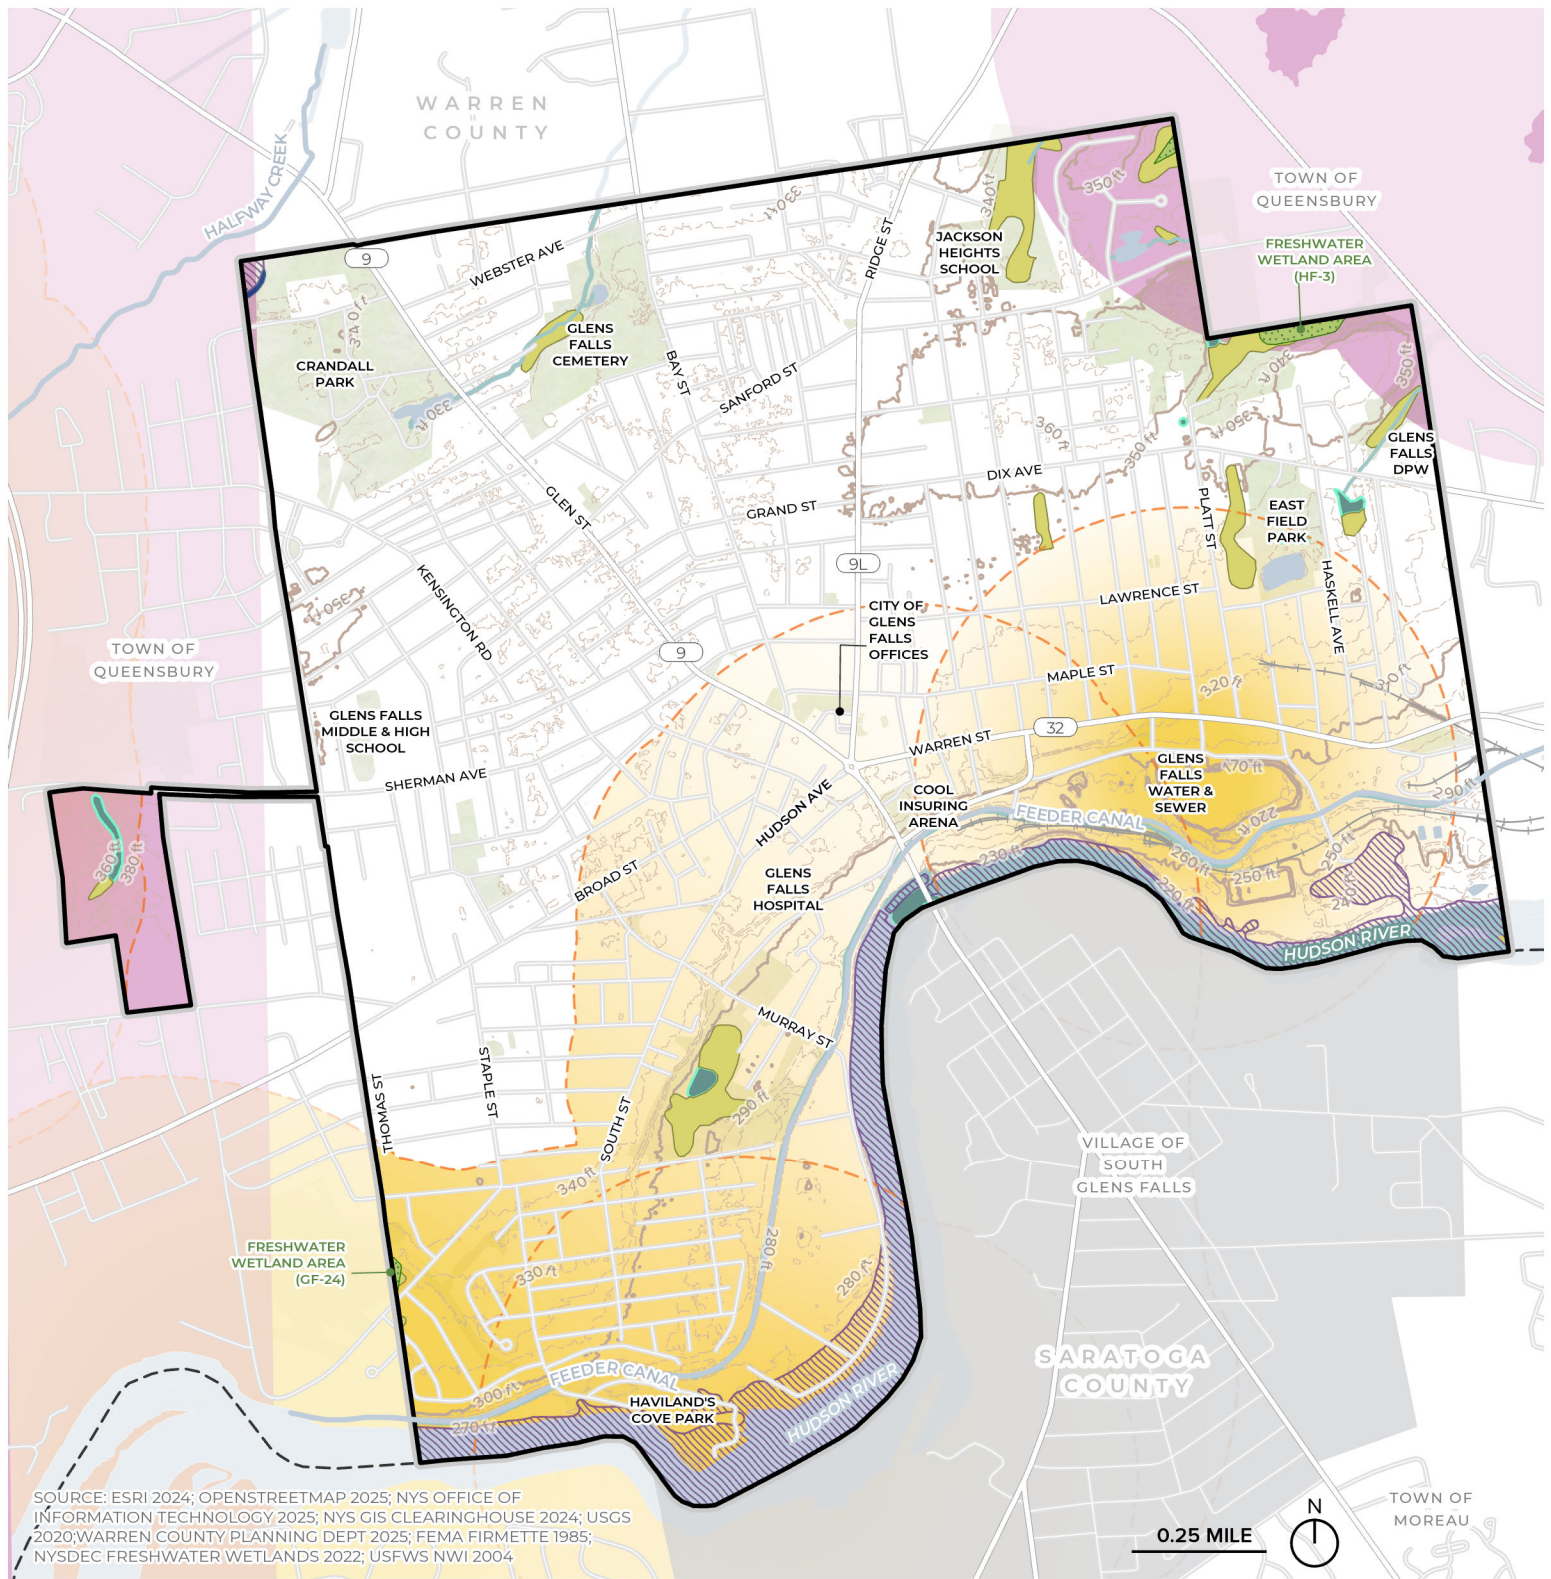 WARREN
COUNTY
HALFWAY CREEK
TOWN OF
QUEENSBURY
FRESHWATER
WETLAND AREA
(HF-3)
350 ft
340 ft
330 ft
RIDGE ST
JACKSON
HEIGHTS
SCHOOL
9
WEBSTER AVE
340 ft
GLENS
FALLS
CEMETERY
CRANDALL
PARK
BAY ST
SANFORD ST
330 ft
340 ft
350 ft
350 ft
360 ft
350 ft
GLENS
FALLS
DPW
DIX AVE
GLEN ST
GRAND ST
PLATT ST
EAST
FIELD
PARK
9L
KENSINGTON RD
350 ft
HASKELL AVE
LAWRENCE ST
CITY OF
GLENS
FALLS
OFFICES
TOWN OF
QUEENSBURY
9
MAPLE ST
320 ft
GLENS FALLS
MIDDLE & HIGH
SCHOOL
32
WARREN ST
SHERMAN AVE
GLENS
FALLS
WATER &
SEWER
220 ft
290 ft
COOL
INSURING
ARENA
HUDSON AVE
FEEDER CANAL
230 ft
260 ft
250 ft
250 ft
360 ft
380 ft
BROAD ST
GLENS
FALLS
HOSPITAL
HUDSON RIVER
MURRAY ST
STAPLE ST
THOMAS ST
SOUTH ST
290 ft
VILLAGE OF
SOUTH
GLENS FALLS
340 ft
FRESHWATER
WETLAND AREA
(GF-24)
280 ft
330 ft
280 ft
SARATOGA
COUNTY
FEEDER CANAL
300 ft
270 ft
HAVILAND'S
COVE PARK
HUDSON RIVER
SOURCE: ESRI 2024; OPENSTREETMAP 2025; NYS OFFICE OF
INFORMATION TECHNOLOGY 2025; NYS GIS CLEARINGHOUSE 2024; USGS
2020;WARREN COUNTY PLANNING DEPT 2025; FEMA FIRMETTE 1985;
NYSDEC FRESHWATER WETLANDS 2022; USFWS NWI 2004
0.25 MILE
N
TOWN OF
MOREAU